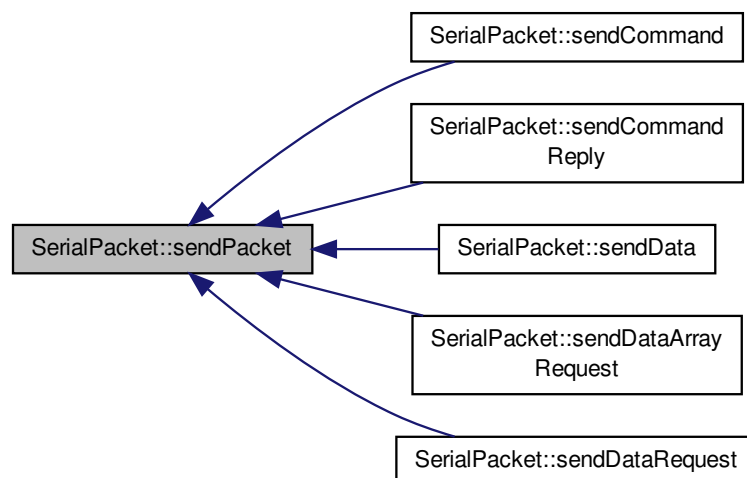 SerialPacket::sendCommand
SerialPacket::sendCommand
Reply
SerialPacket::sendPacket
SerialPacket::sendData
SerialPacket::sendDataArray
Request
SerialPacket::sendDataRequest